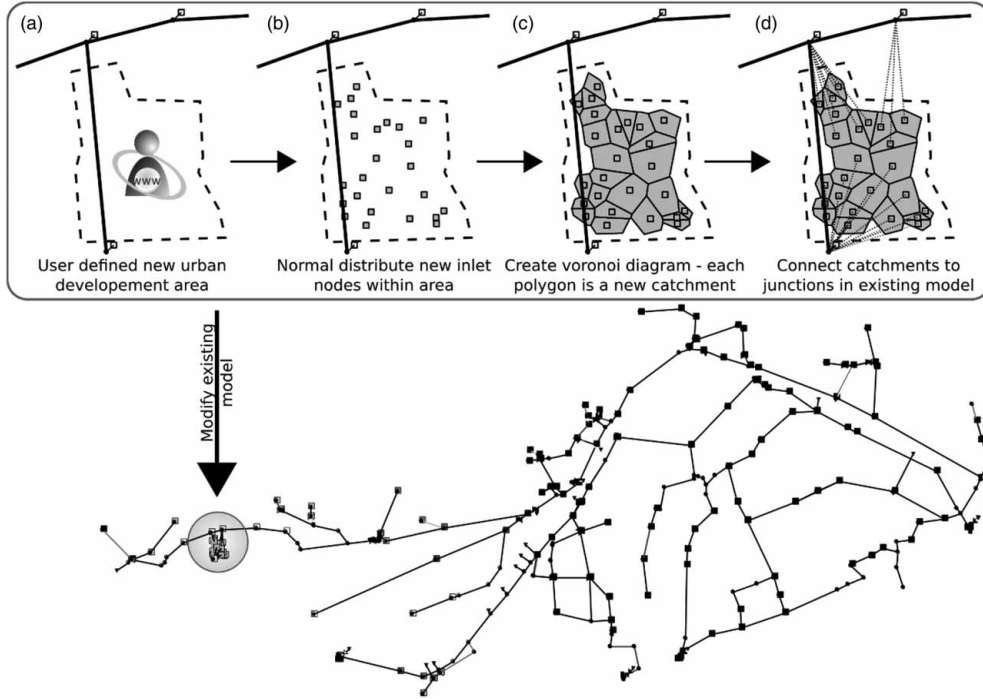 (a)
(b)
(c)
(d)
www
User defined new urban
developement area
Normal distribute new inlet
nodes within area
Create voronoi diagram - each
polygon is a new catchment
Connect catchments to
junctions in existing model
Modify existing
model